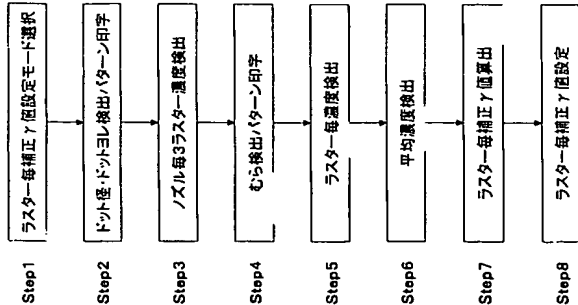 Step1 ラスター毎補正γ値設定モード選択
Step2 ドット径・ドットヨレ検出パターン印字
Step3 ノズル毎3ラスター濃度検出
Step4 むら検出パターン印字
Step5 ラスター毎濃度検出
Step6 平均濃度検出
Step7 ラスター毎補正γ値算出
Step8 ラスター毎補正γ値設定